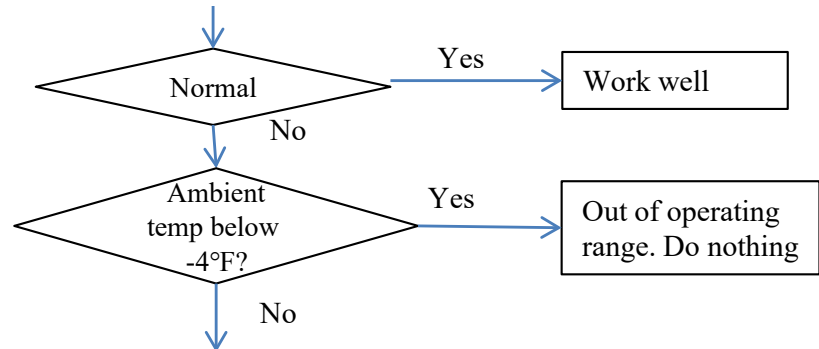 Yes
Normal
Work well
No
Ambient
temp below
-4°F?
Yes
Out of operating
range. Do nothing
No